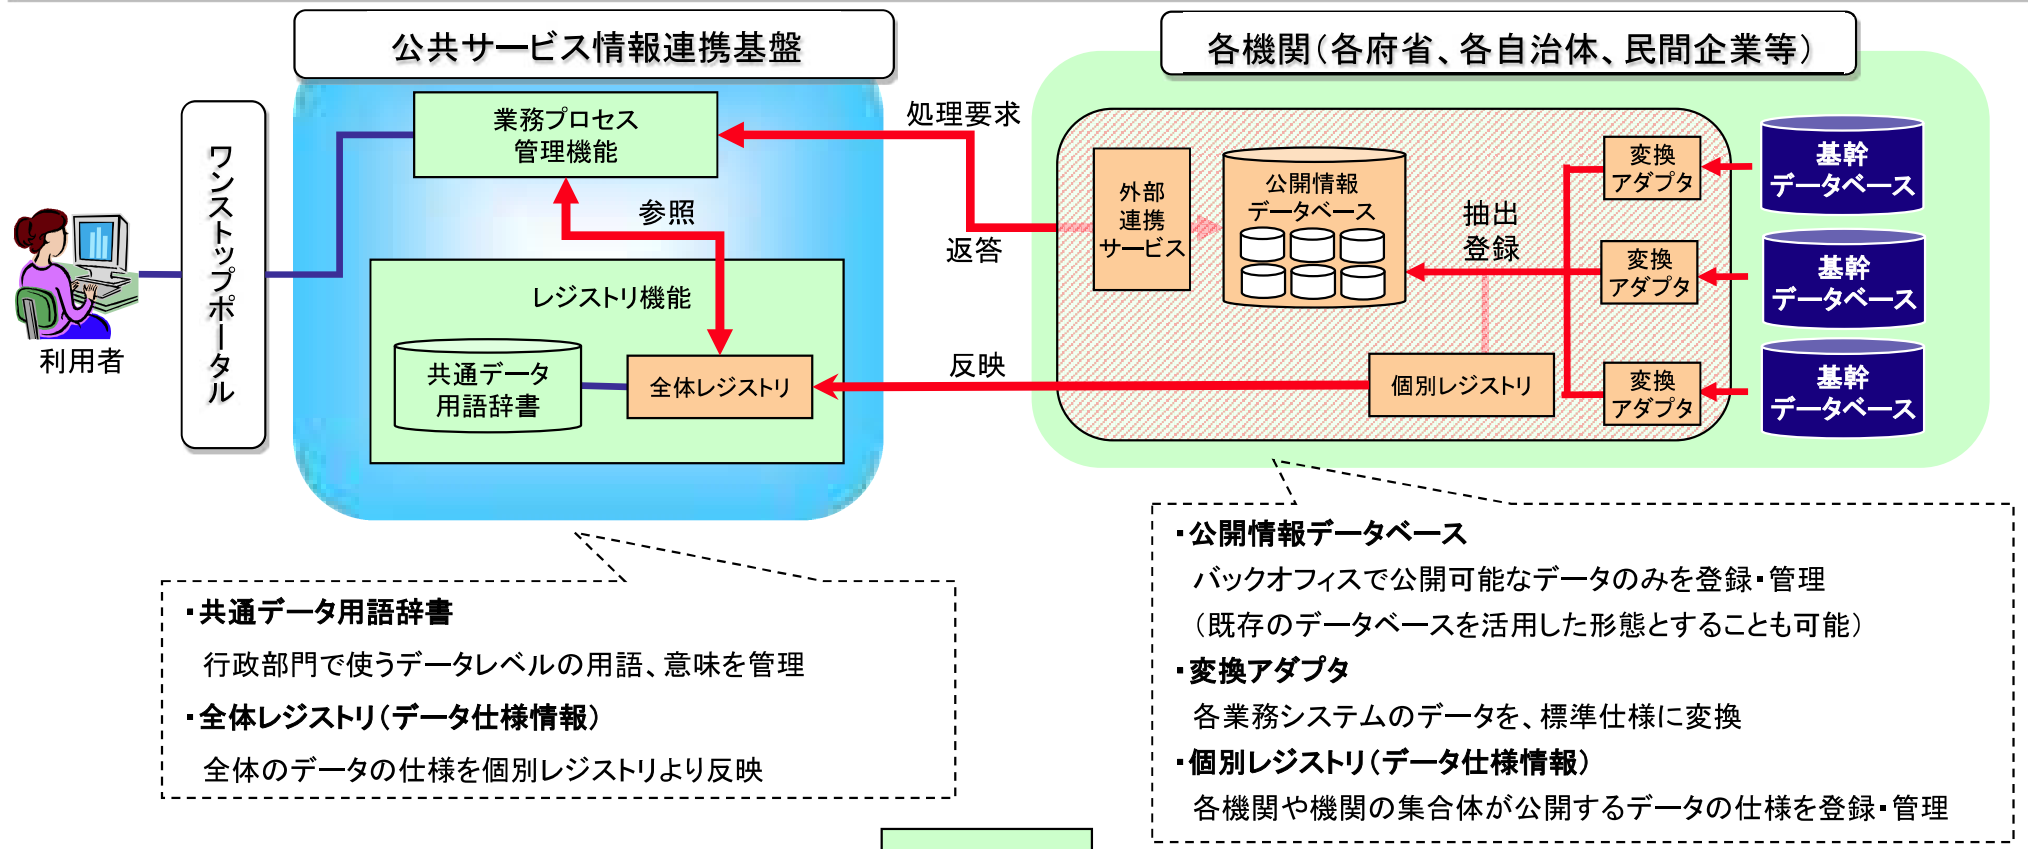 公共サービス情報連携基盤
各機関(各府省、各自治体、民間企業等)
ワンストップポータル
利用者
業務プロセス
管理機能
参照
レジストリ機能
共通データ
用語辞書
全体レジストリ
処理要求
返答
反映
外部
連携
サービス
公開情報
データベース
抽出
登録
個別レジストリ
変換
アダプタ
変換
アダプタ
変換
アダプタ
基幹
データベース
基幹
データベース
基幹
データベース
・共通データ用語辞書
行政部門で使うデータレベルの用語、意味を管理
・全体レジストリ(データ仕様情報)
全体のデータの仕様を個別レジストリより反映
・公開情報データベース
バックオフィスで公開可能なデータのみを登録・管理
(既存のデータベースを活用した形態とすることも可能)
・変換アダプタ
各業務システムのデータを、標準仕様に変換
・個別レジストリ(データ仕様情報)
各機関や機関の集合体が公開するデータの仕様を登録・管理